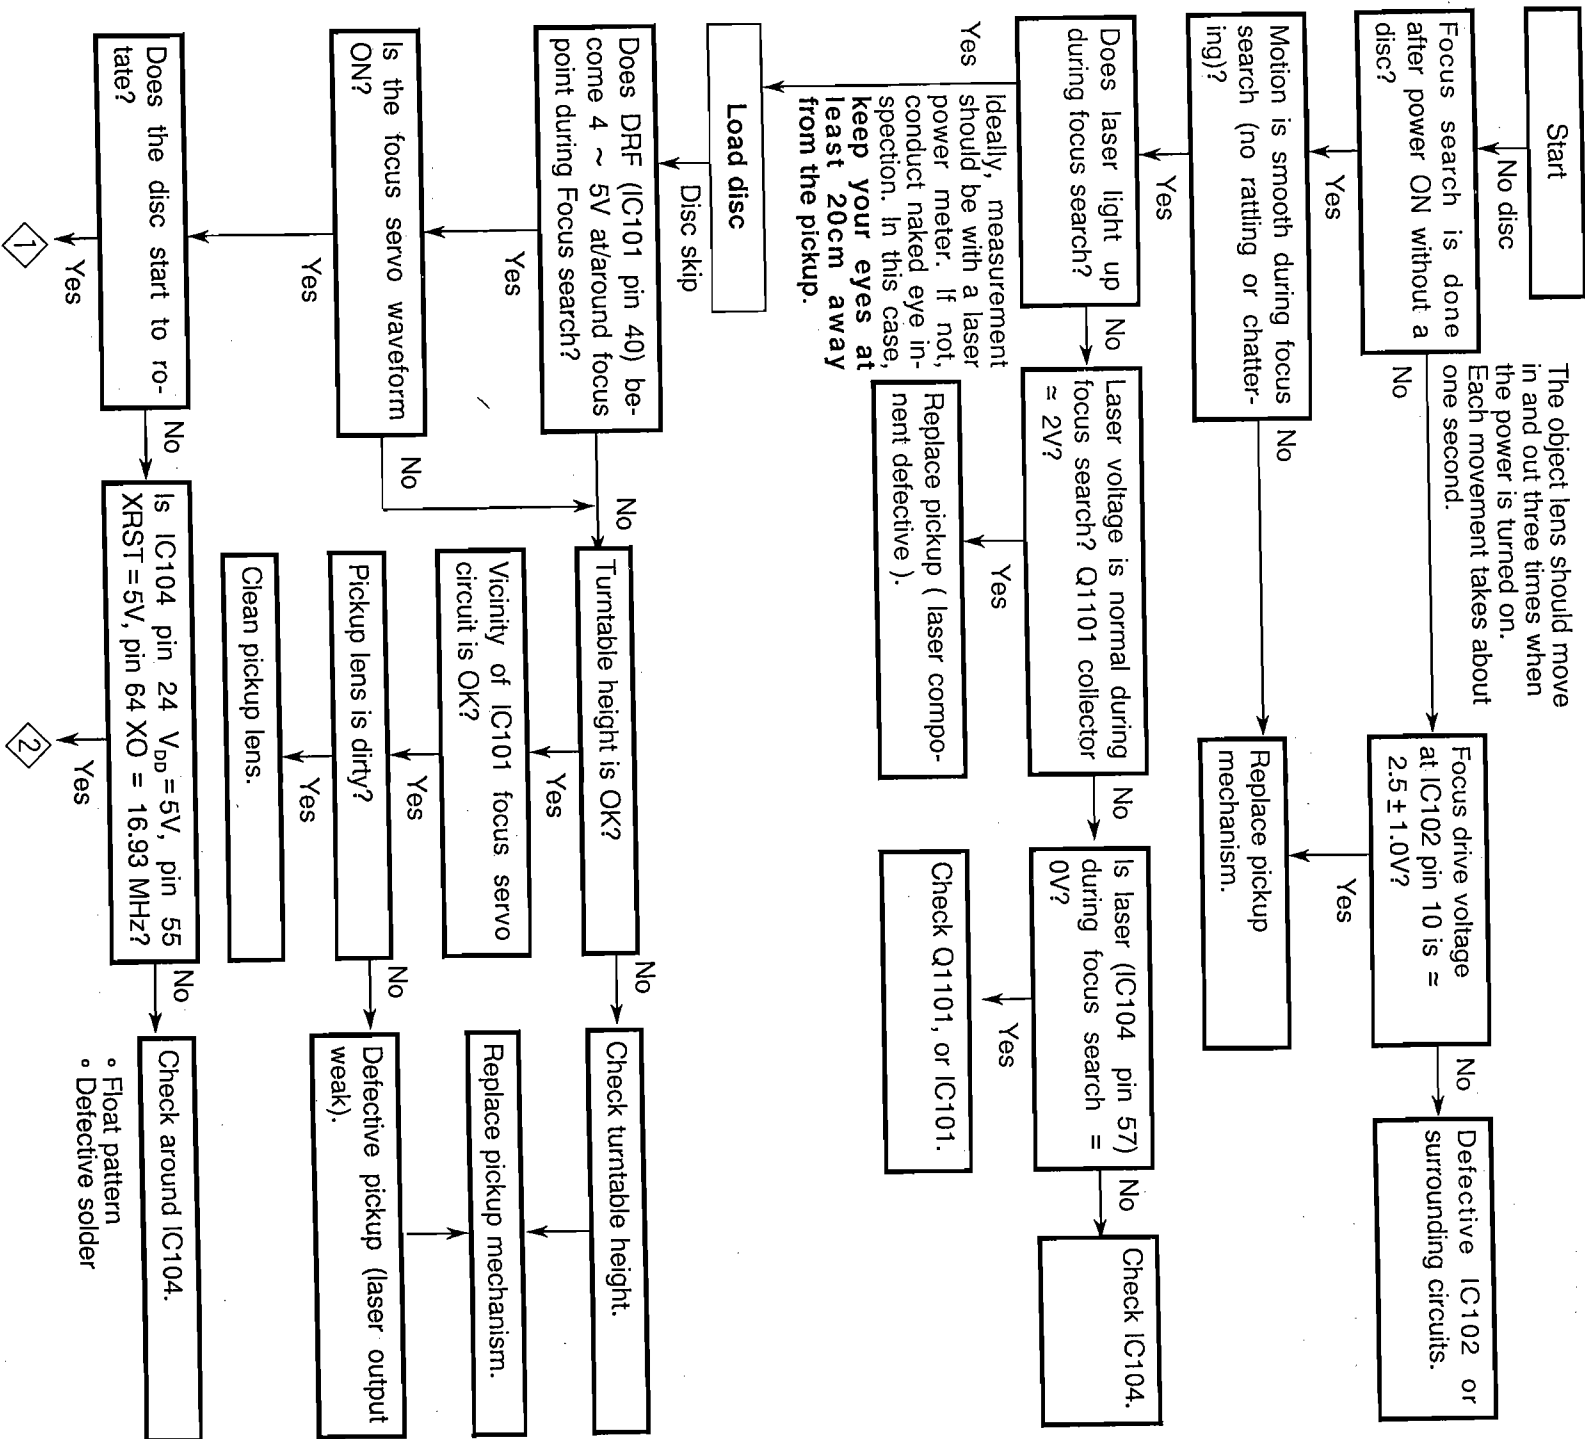 Start
No disc
Focus search is done
after power ON without a
disc?
The object lens should move
in and out three times when
the power is turned on.
Each movement takes about
one second.
No
Focus drive voltage
at IC102 pin 10 is ≃
2.5 ± 1.0V?
No
Defective IC102 or
surrounding circuits.
Yes
Yes
Motion is smooth during focus
search (no rattling or chatter-
ing)?
No
Replace pickup
mechanism.
Yes
Does laser light up
during focus search?
No
Laser voltage is normal during
focus search? Q1101 collector
≃ 2V?
No
Is laser (IC104 pin 57)
during focus search =
0V?
No
Check IC104.
Yes
Ideally, measurement
should be with a laser
power meter. If not,
conduct naked eye in-
spection. In this case,
keep your eyes at
least 20cm away
from the pickup.
Yes
Replace pickup ( laser compo-
nent defective ).
Yes
Check Q1101, or IC101.
Load disc
Disc skip
Does DRF (IC101 pin 40) be-
come 4 ~ 5V at/around focus
point during Focus search?
No
Turntable height is OK?
No
Check turntable height.
Yes
Yes
Is the focus servo waveform
ON?
No
Vicinity of IC101 focus servo
circuit is OK?
Replace pickup mechanism.
Yes
Yes
Pickup lens is dirty?
No
Defective pickup (laser output
weak).
Yes
Clean pickup lens.
Does the disc start to ro-
tate?
No
Is IC104 pin 24 VDD = 5V, pin 55
XRST = 5V, pin 64 XO = 16.93 MHz?
No
Check around IC104.
∘ Float pattern
∘ Defective solder
Yes
1
Yes
2